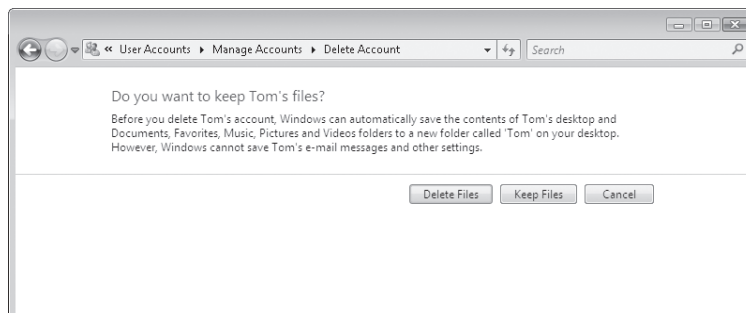 « User Accounts ▸ Manage Accounts ▸ Delete Account
Search
Do you want to keep Tom's files?
Before you delete Tom's account, Windows can automatically save the contents of Tom's desktop and
Documents, Favorites, Music, Pictures and Videos folders to a new folder called 'Tom' on your desktop.
However, Windows cannot save Tom's e-mail messages and other settings.
Delete Files Keep Files Cancel